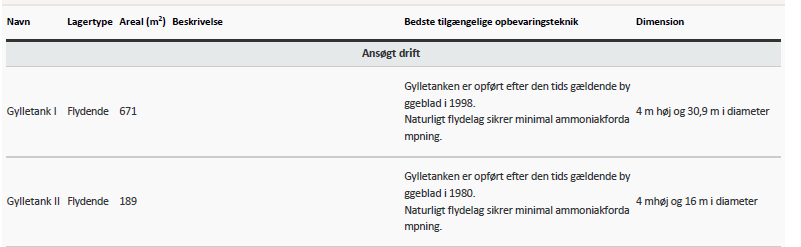 Navn Lagertype Areal (m²) Beskrivelse Bedste tilgængelige opbevaringsteknik Dimension
Ansøgt drift
Gylletanken er opført efter den tids gældende by
ggeblad i 1998.
Gylletank I Flydende 671 4 m høj og 30,9 m i diameter
Naturligt flydelag sikrer minimal ammoniakforda
mpning.
Gylletanken er opført efter den tids gældende by
ggeblad i 1980.
Gylletank II Flydende 189 4 mhøj og 16 m i diameter
Naturligt flydelag sikrer minimal ammoniakforda
mpning.